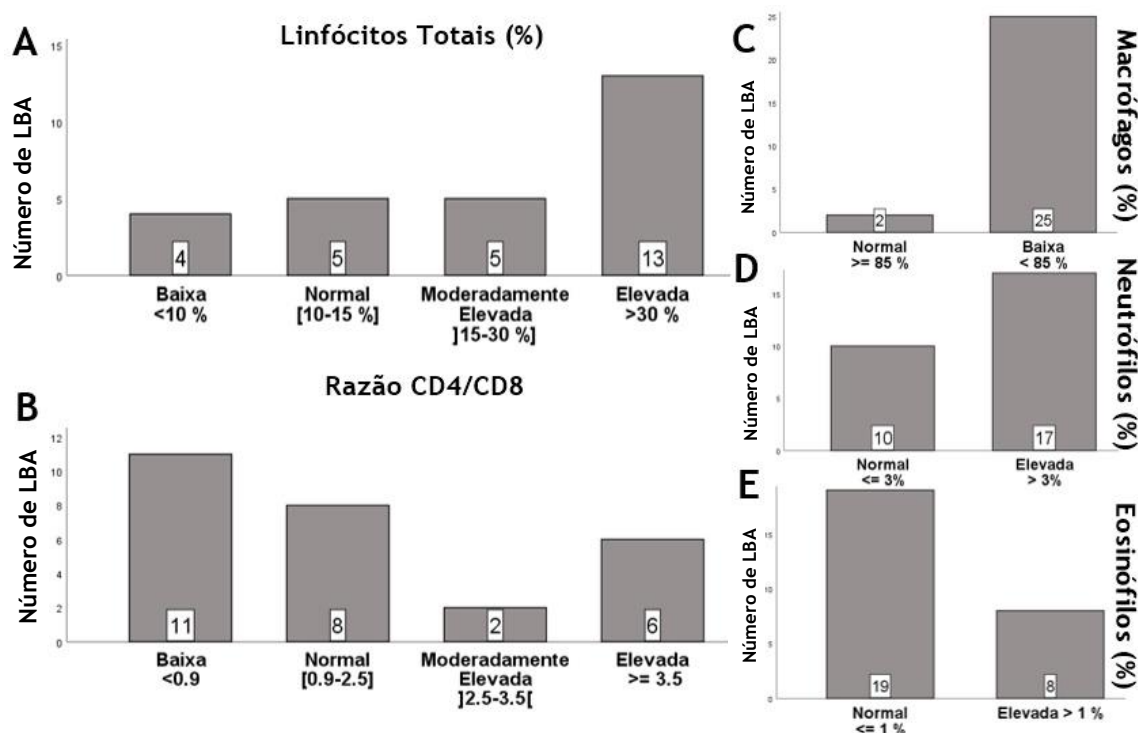 A
Linfócitos Totais (%)
Número de LBA
15
10
5
0
4
5
5
13
Baixa
<10 %
Normal
[10-15 %]
Moderadamente
Elevada
]15-30 %]
Elevada
>30 %
B
Razão CD4/CD8
Número de LBA
12
10
8
6
4
2
0
11
8
2
6
Baixa
<0.9
Normal
[0.9-2.5]
Moderadamente
Elevada
]2.5-3.5[
Elevada
>= 3.5
C
Macrófagos (%)
Número de LBA
25
20
15
10
5
0
2
25
Normal
>= 85 %
Baixa
< 85 %
D
Neutrófilos (%)
Número de LBA
15
10
5
0
10
17
Normal
<= 3%
Elevada
> 3%
E
Eosinófilos (%)
Número de LBA
15
10
5
0
19
8
Normal
<= 1 %
Elevada > 1 %